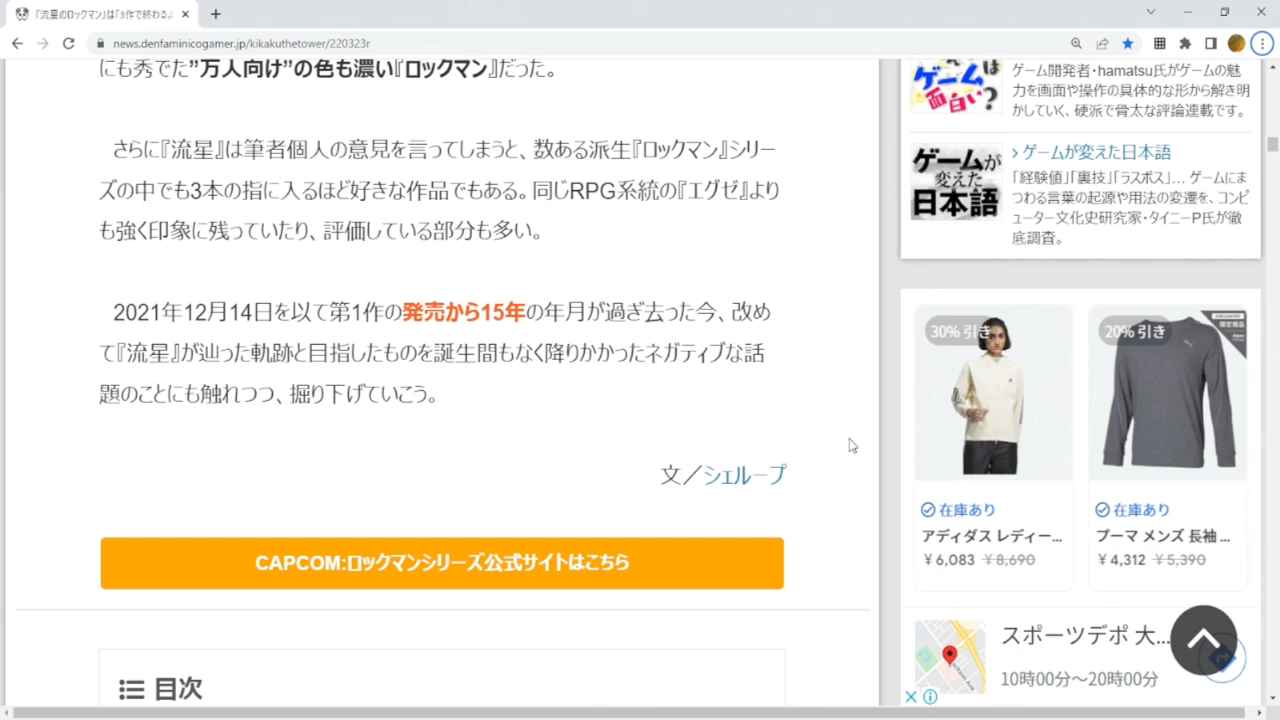 『流星のロックマン』は「3作で終わるよ
news.denfaminicogamer.jp/kikakuthetower/220323r
にも秀でた”万人向け”の色も濃い『ロックマン』だった。
さらに『流星』は筆者個人の意見を言ってしまうと、数ある派生『ロックマン』シリー
ズの中でも3本の指に入るほど好きな作品でもある。同じRPG系統の『エグゼ』より
も強く印象に残っていたり、評価している部分も多い。
2021年12月14日を以て第1作の発売から15年の年月が過ぎ去った今、改め
て『流星』が辿った軌跡と目指したものを誕生間もなく降りかかったネガティブな話
題のことにも触れつつ、掘り下げていこう。
文／シェループ
CAPCOM:ロックマンシリーズ公式サイトはこちら
目次
ゲーム
面白い?
ゲーム開発者・hamatsu氏がゲームの魅
力を画面や操作の具体的な形から解き明
かしていく、硬派で骨太な評論連載です。
ゲームが
変えた
日本語
› ゲームが変えた日本語
「経験値」「裏技」「ラスボス」… ゲームにま
つわる言葉の起源や用法の変遷を、コンピ
ューター文化史研究家・タイニーP氏が徹
底調査。
30% 引き
20% 引き
限定商品
在庫あり
在庫あり
アディダス レディー...
プーマ メンズ 長袖 ...
￥6,083 ￥8,690
￥4,312 ￥5,390
スポーツデポ 大...
10時00分～20時00分